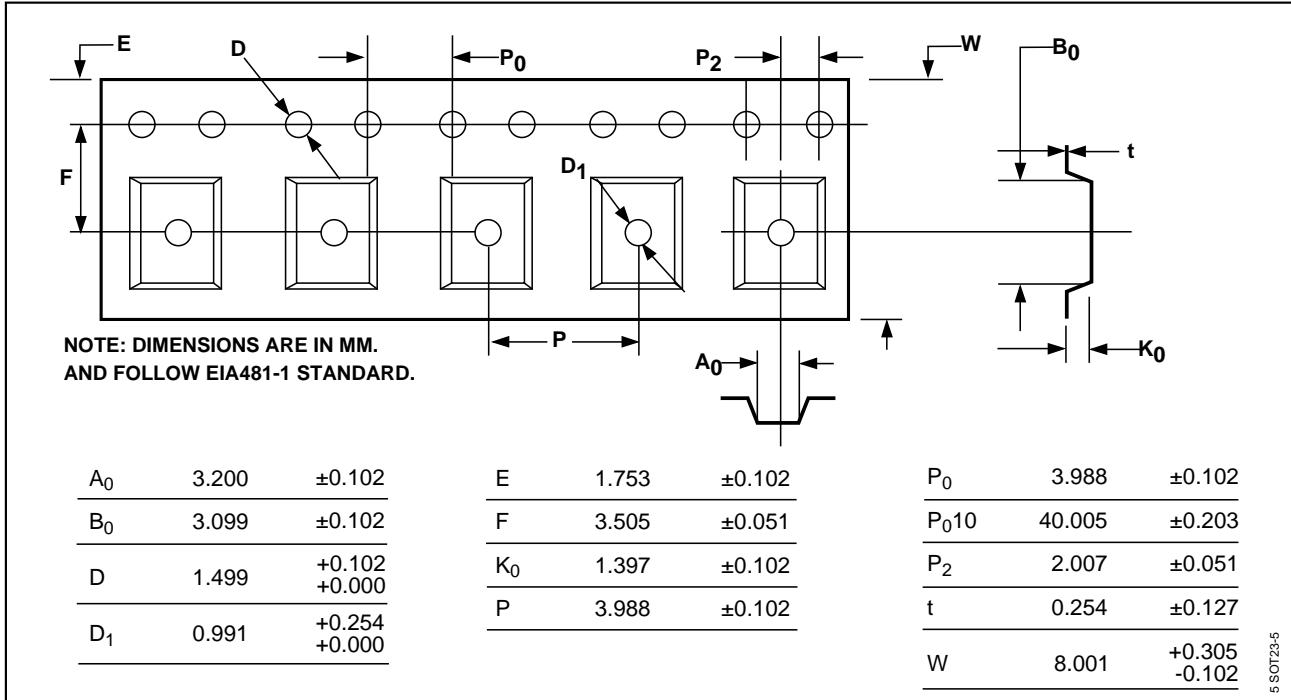 E
D
P0
P2
W
B0
F
D1
t
NOTE: DIMENSIONS ARE IN MM.
AND FOLLOW EIA481-1 STANDARD.
P
A0
K0
A0 3.200 ±0.102
B0 3.099 ±0.102
D 1.499 +0.102
+0.000
D1 0.991 +0.254
+0.000
E 1.753 ±0.102
F 3.505 ±0.051
K0 1.397 ±0.102
P 3.988 ±0.102
P0 3.988 ±0.102
P010 40.005 ±0.203
P2 2.007 ±0.051
t 0.254 ±0.127
W 8.001 +0.305
-0.102
5 SOT23-5